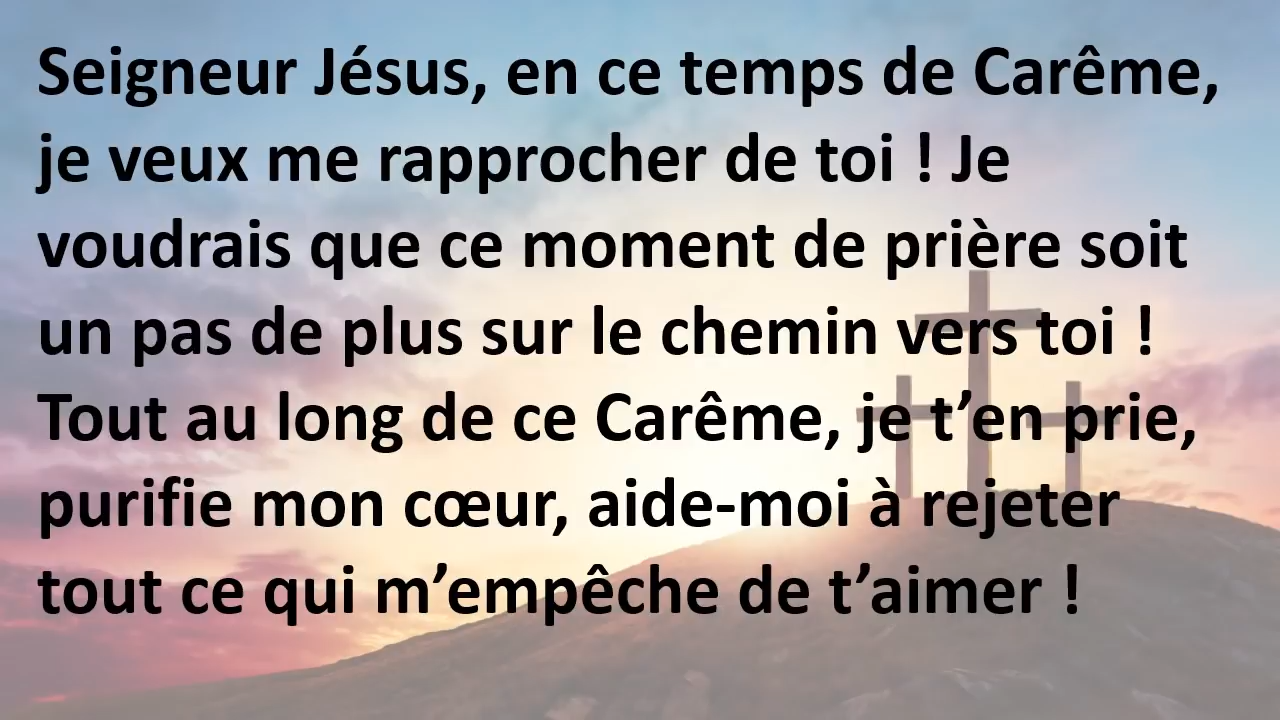 Seigneur Jésus, en ce temps de Carême,
je veux me rapprocher de toi ! Je
voudrais que ce moment de prière soit
un pas de plus sur le chemin vers toi !
Tout au long de ce Carême, je t’en prie,
purifie mon cœur, aide-moi à rejeter
tout ce qui m’empêche de t’aimer !